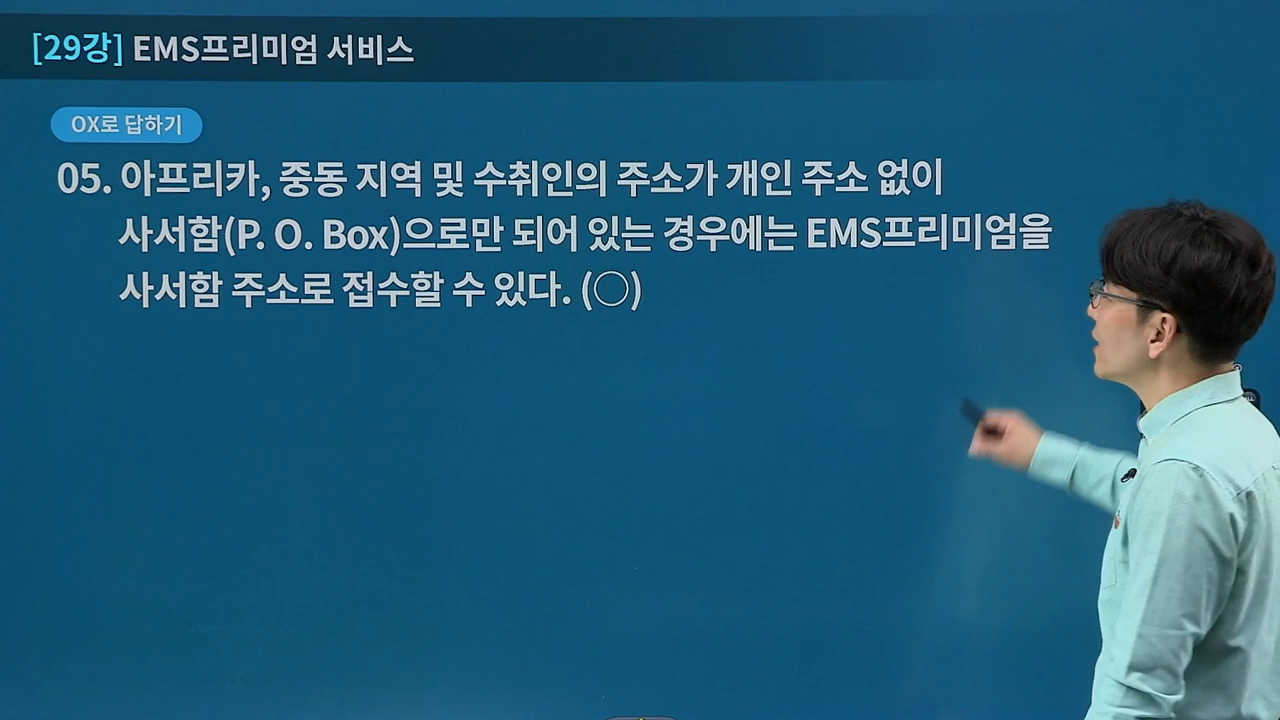 [29강] EMS프리미엄 서비스
OX로 답하기
05. 아프리카, 중동 지역 및 수취인의 주소가 개인 주소 없이
사서함(P. O. Box)으로만 되어 있는 경우에는 EMS프리미엄을
사서함 주소로 접수할 수 있다. (○)